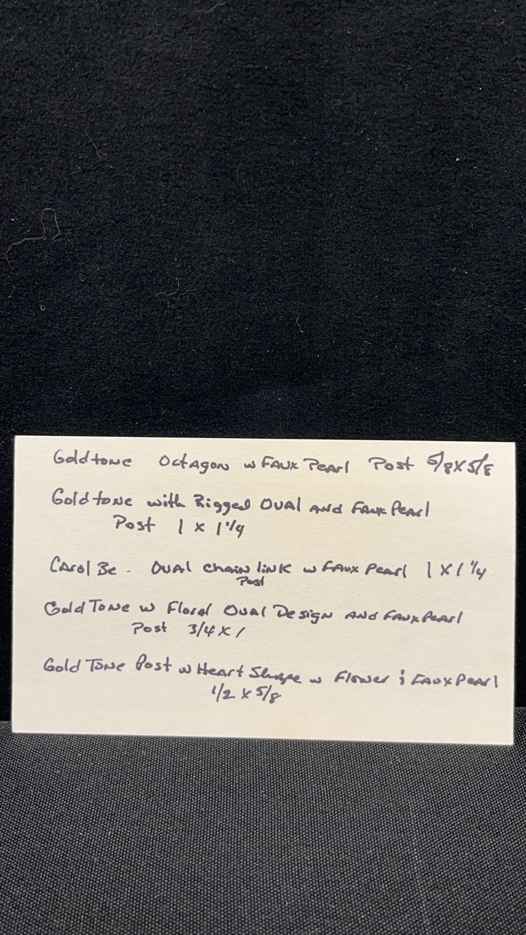 Goldtone Octagon w Faux Pearl Post 5/8 x 5/8
Goldtone with Rigged Oval and Faux Pearl
Post 1 x 1 1/4
Carol Be - Oval chain link w Faux Pearl 1 x 1 1/4
Post
Gold Tone w Floral Oval Design and Faux Pearl
Post 3/4 x 1
Gold Tone Post w Heart Shape w Flower & Faux Pearl
1/2 x 5/8